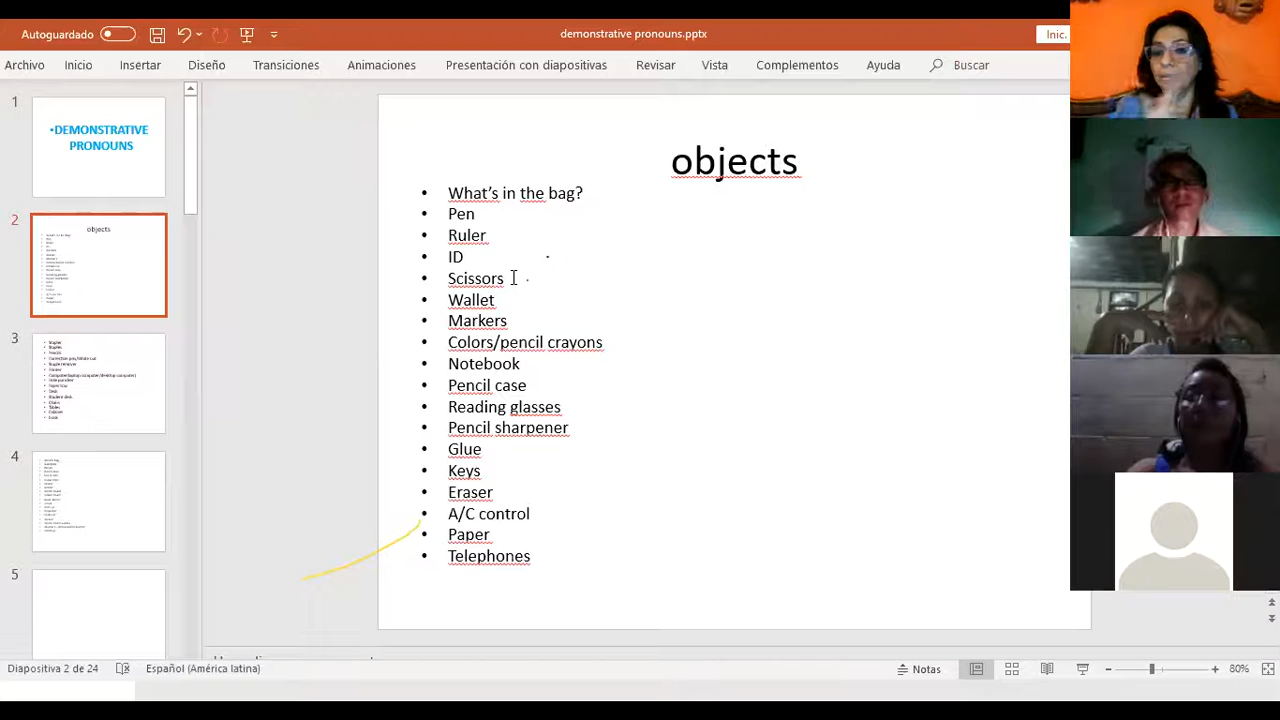 Autoguardado
demonstrative pronouns.pptx
Inic.
Archivo Inicio Insertar Diseño Transiciones Animaciones Presentación con diapositivas Revisar Vista Complementos Ayuda Buscar
1
•DEMONSTRATIVE
PRONOUNS
2
objects
3
4
5
objects
• What's in the bag?
• Pen
• Ruler
• ID
• Scissors
• Wallet
• Markers
• Colors/pencil crayons
• Notebook
• Pencil case
• Reading glasses
• Pencil sharpener
• Glue
• Keys
• Eraser
• A/C control
• Paper
• Telephones
Diapositiva 2 de 24 Español (América latina) Notas 80%